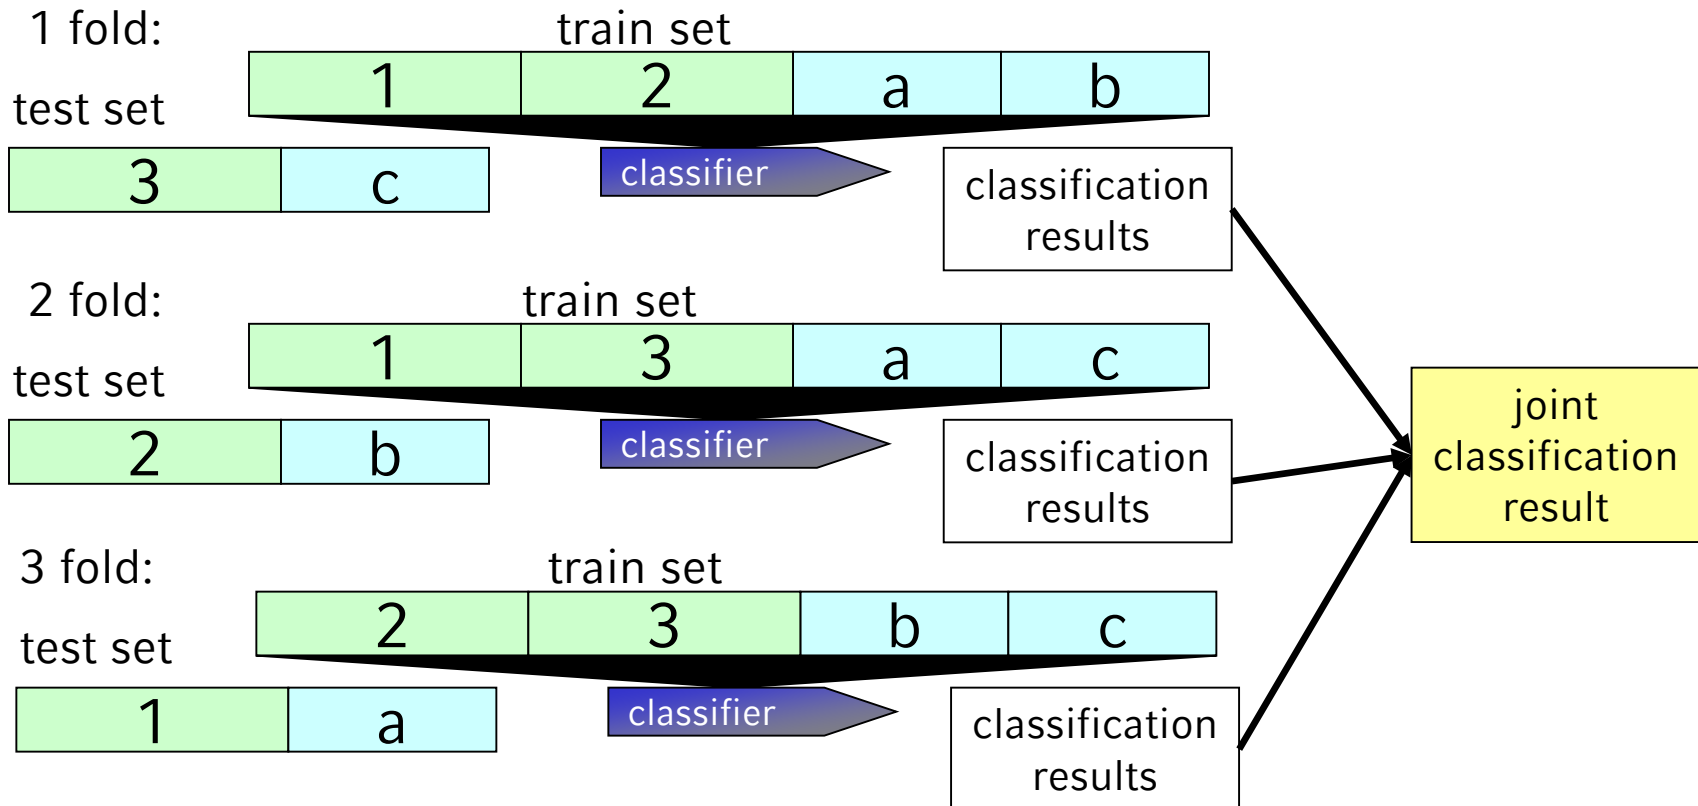 1 fold:
train set
1 2 a b
test set
3 c
classifier
classification
results
2 fold:
train set
1 3 a c
test set
2 b
classifier
classification
results
joint
classification
result
3 fold:
train set
2 3 b c
test set
1 a
classifier
classification
results